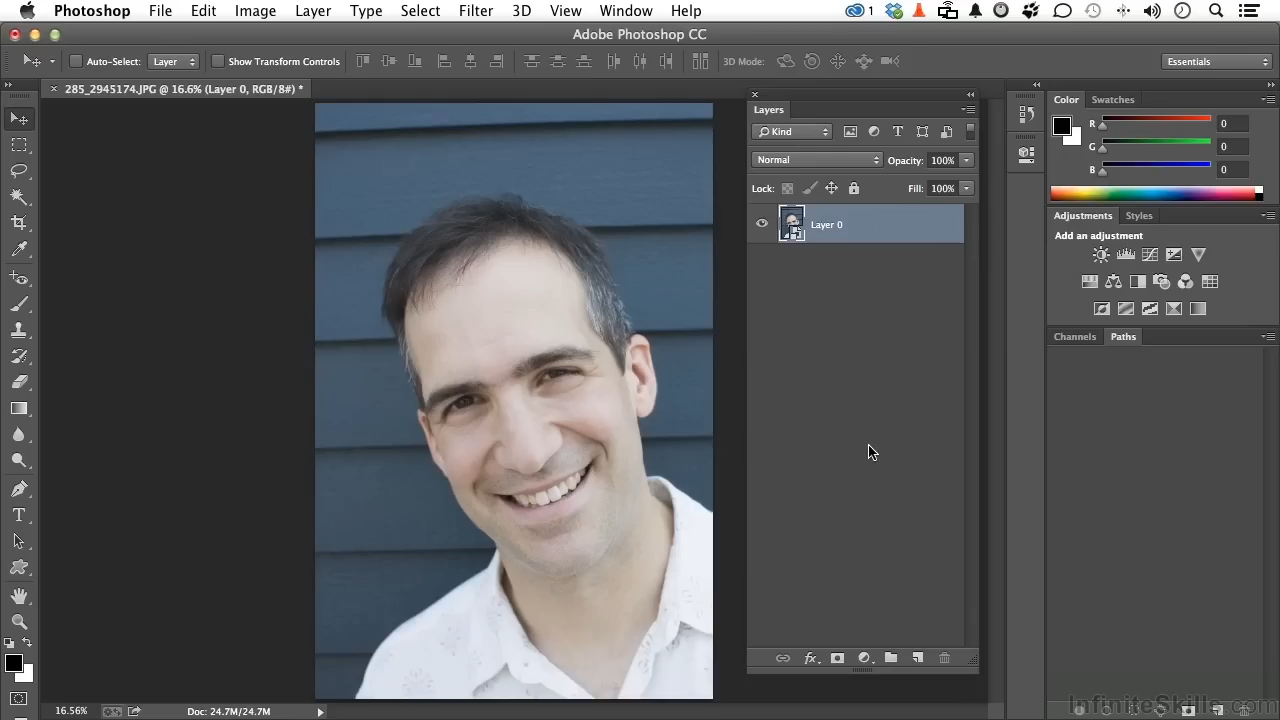 Photoshop File Edit Image Layer Type Select Filter 3D View Window Help 1
Adobe Photoshop CC
Auto-Select: Layer Show Transform Controls 3D Mode: Essentials
285_2945174.JPG @ 16.6% (Layer 0, RGB/8#) *
Layers
Kind
Normal Opacity: 100%
Lock: Fill: 100%
Layer 0
Color Swatches
R 0
G 0
B 0
Adjustments Styles
Add an adjustment
Channels Paths
16.56% Doc: 24.7M/24.7M
InfiniteSkills.com